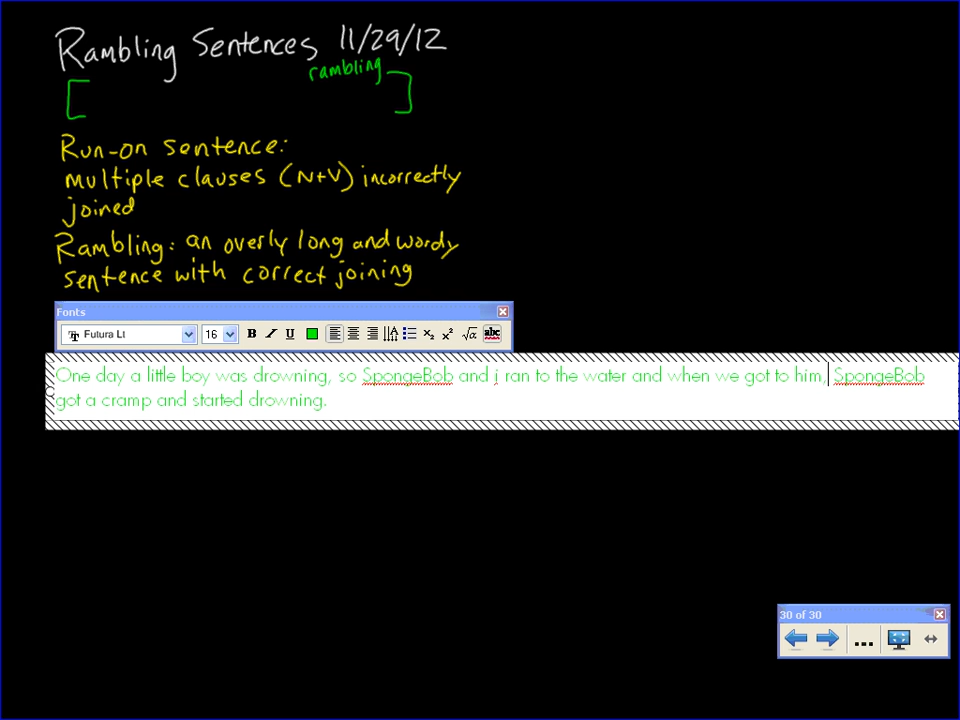 Rambling Sentences 11/29/12
rambling
Run-on sentence:
multiple clauses (N+V) incorrectly
joined
Rambling: an overly long and wordy
sentence with correct joining
Fonts
Futura Lt
16
B I U
abc
One day a little boy was drowning, so SpongeBob and i ran to the water and when we got to him, SpongeBob
got a cramp and started drowning.
30 of 30